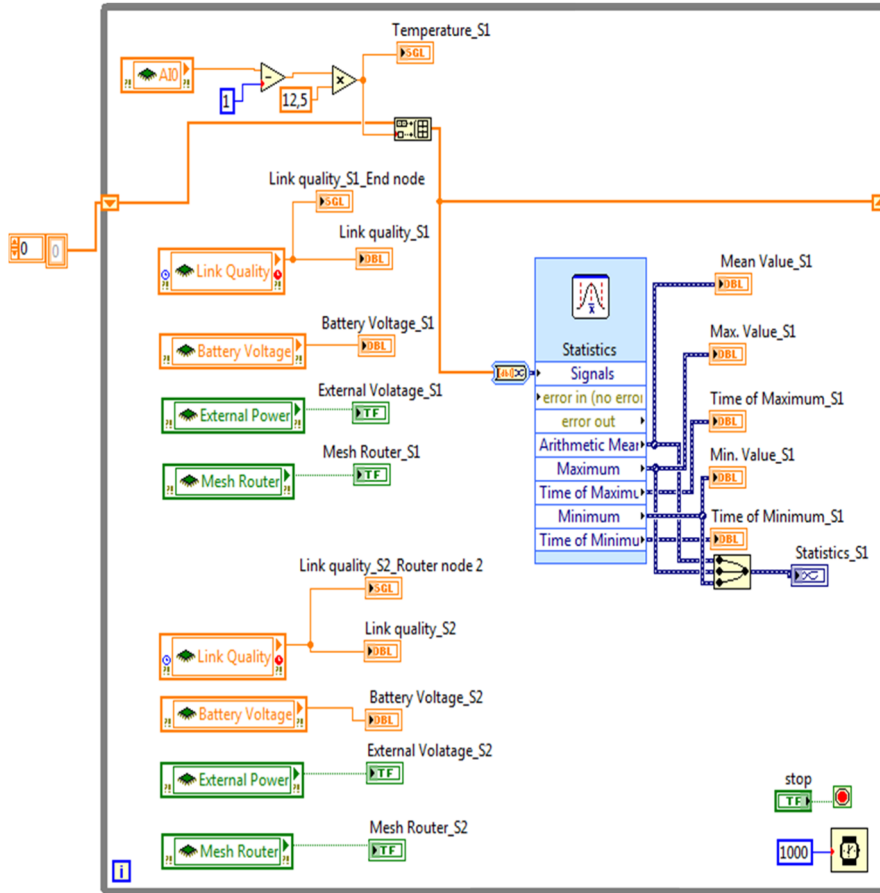 Temperature_S1
AI0
SGL
1
12,5
Link quality_S1_End node
SGL
Link quality_S1
0
0
Link Quality
DBL
Mean Value_S1
DBL
Battery Voltage_S1
Battery Voltage
DBL
Statistics
Max. Value_S1
DBL
Signals
External Volatage_S1
External Power
TF
error in (no erroi
Time of Maximum_S1
error out
DBL
Arithmetic Mear
Mesh Router_S1
Mesh Router
TF
Maximum
Min. Value_S1
DBL
Time of Maximu
Minimum
Time of Minimum_S1
Time of Minimu
DBL
Statistics_S1
Link quality_S2_Router node 2
SGL
Link quality_S2
Link Quality
DBL
Battery Voltage_S2
Battery Voltage
DBL
External Volatage_S2
External Power
TF
stop
TF
Mesh Router_S2
Mesh Router
TF
1000
i